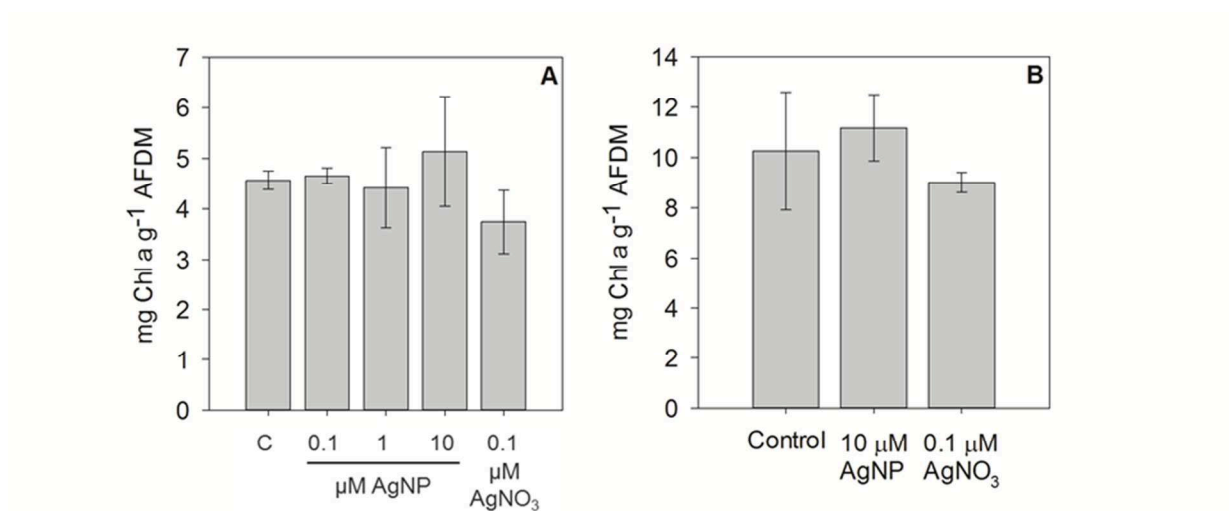 A
mg Chl a g⁻¹ AFDM
7
6
5
4
3
2
1
0
C
0.1
1
10
0.1
µM AgNP
µM
AgNO₃
B
mg Chl a g⁻¹ AFDM
14
12
10
8
6
4
2
0
Control
10 µM
AgNP
0.1 µM
AgNO₃